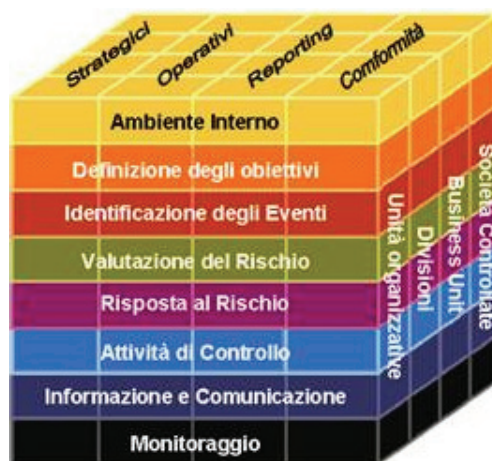 Strategici
Operativi
Reporting
Comformità
Ambiente Interno
Definizione degli obiettivi
Identificazione degli Eventi
Valutazione del Rischio
Risposta al Rischio
Attività di Controllo
Informazione e Comunicazione
Monitoraggio
Unità organizzative
Divisioni
Business Unit
Società Controllate